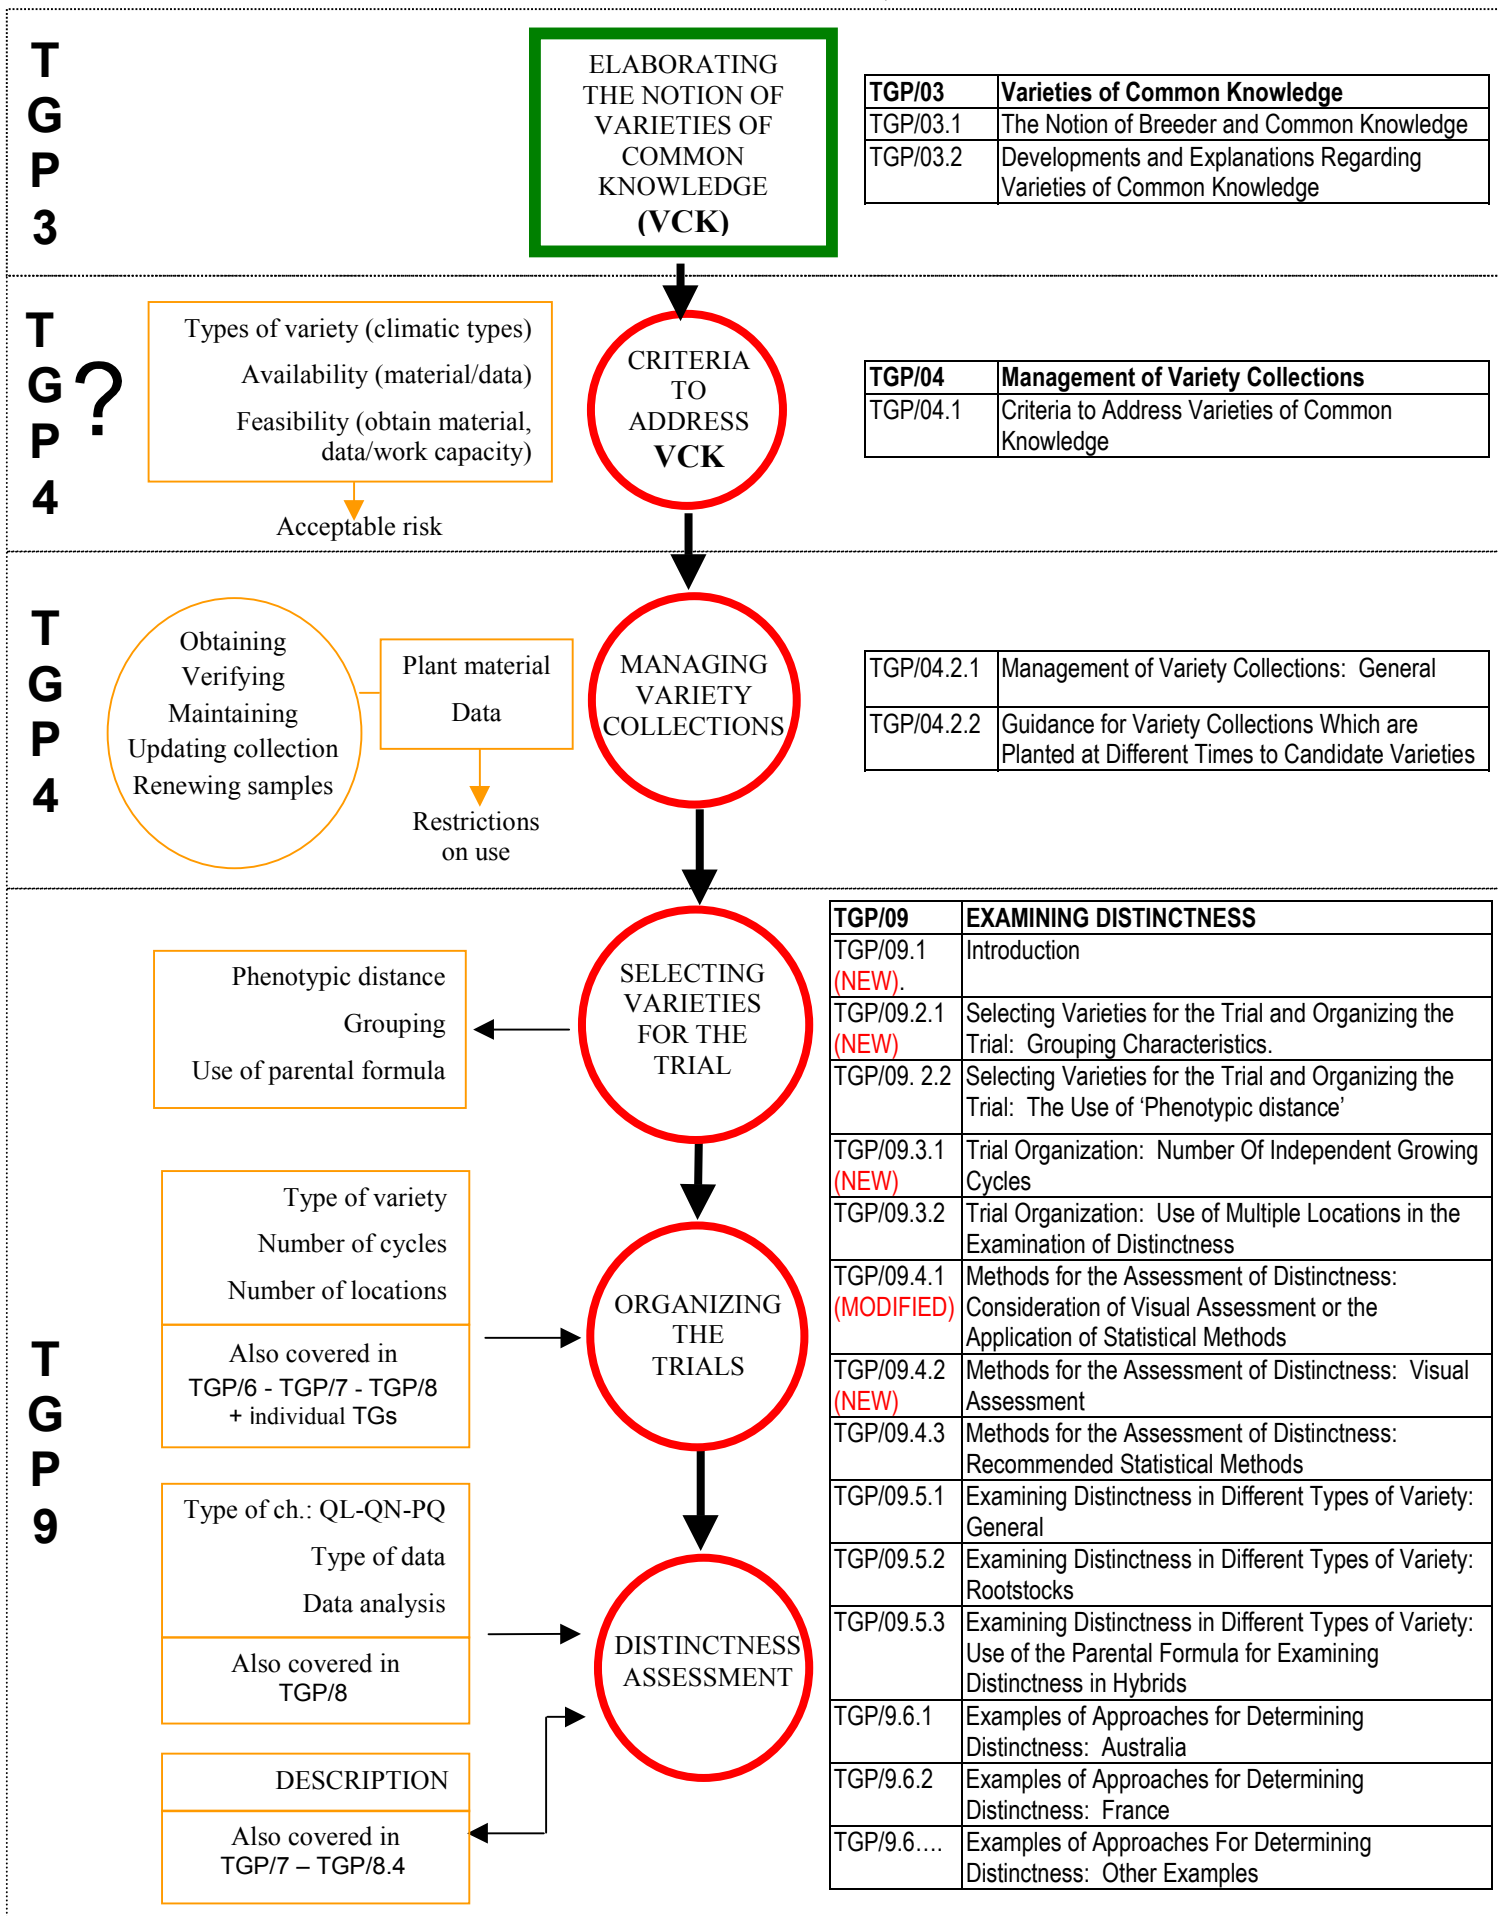 T
G
P
3
ELABORATING
THE NOTION OF
VARIETIES OF
COMMON
KNOWLEDGE
(VCK)
TGP/03 Varieties of Common Knowledge
TGP/03.1 The Notion of Breeder and Common Knowledge
TGP/03.2 Developments and Explanations Regarding
Varieties of Common Knowledge
T
G
P
4
?
Types of variety (climatic types)
Availability (material/data)
Feasibility (obtain material,
data/work capacity)
Acceptable risk
CRITERIA
TO
ADDRESS
VCK
TGP/04 Management of Variety Collections
TGP/04.1 Criteria to Address Varieties of Common
Knowledge
T
G
P
4
Obtaining
Verifying
Maintaining
Updating collection
Renewing samples
Plant material
Data
Restrictions
on use
MANAGING
VARIETY
COLLECTIONS
TGP/04.2.1 Management of Variety Collections: General
TGP/04.2.2 Guidance for Variety Collections Which are
Planted at Different Times to Candidate Varieties
T
G
P
9
Phenotypic distance
Grouping
Use of parental formula
SELECTING
VARIETIES
FOR THE
TRIAL
Type of variety
Number of cycles
Number of locations
Also covered in
TGP/6 - TGP/7 - TGP/8
+ individual TGs
ORGANIZING
THE
TRIALS
Type of ch.: QL-QN-PQ
Type of data
Data analysis
Also covered in
TGP/8
DISTINCTNESS
ASSESSMENT
DESCRIPTION
Also covered in
TGP/7 – TGP/8.4
TGP/09 EXAMINING DISTINCTNESS
TGP/09.1 Introduction
(NEW).
TGP/09.2.1 Selecting Varieties for the Trial and Organizing the
(NEW) Trial: Grouping Characteristics.
TGP/09. 2.2 Selecting Varieties for the Trial and Organizing the
Trial: The Use of ‘Phenotypic distance’
TGP/09.3.1 Trial Organization: Number Of Independent Growing
(NEW) Cycles
TGP/09.3.2 Trial Organization: Use of Multiple Locations in the
Examination of Distinctness
TGP/09.4.1 Methods for the Assessment of Distinctness:
(MODIFIED) Consideration of Visual Assessment or the
Application of Statistical Methods
TGP/09.4.2 Methods for the Assessment of Distinctness: Visual
(NEW) Assessment
TGP/09.4.3 Methods for the Assessment of Distinctness:
Recommended Statistical Methods
TGP/09.5.1 Examining Distinctness in Different Types of Variety:
General
TGP/09.5.2 Examining Distinctness in Different Types of Variety:
Rootstocks
TGP/09.5.3 Examining Distinctness in Different Types of Variety:
Use of the Parental Formula for Examining
Distinctness in Hybrids
TGP/9.6.1 Examples of Approaches for Determining
Distinctness: Australia
TGP/9.6.2 Examples of Approaches for Determining
Distinctness: France
TGP/9.6…. Examples of Approaches For Determining
Distinctness: Other Examples